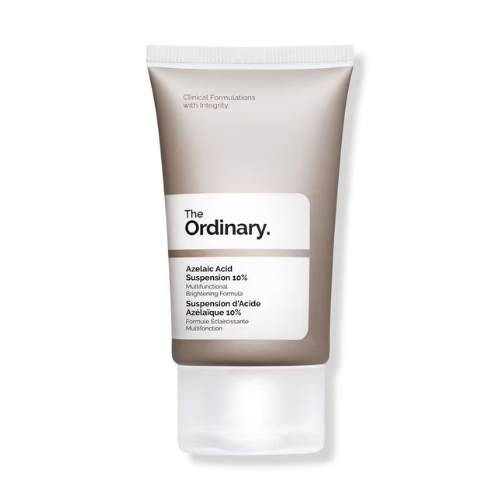 Clinical Formulations
with Integrity.
The
Ordinary.
Azelaic Acid
Suspension 10%
Multifunctional
Brightening Formula
Suspension d'Acide
Azélaïque 10%
Formule Éclaircissante
Multifonction